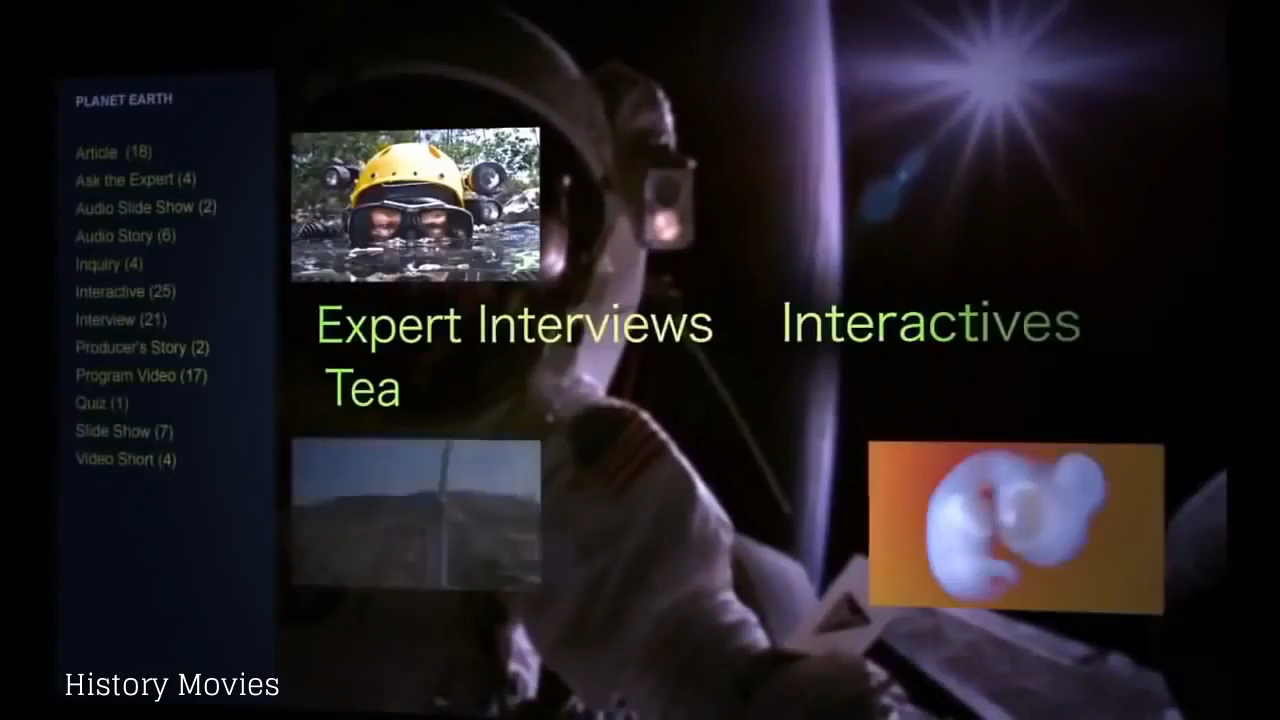 PLANET EARTH
Article (18)
Ask the Expert (4)
Audio Slide Show (2)
Audio Story (6)
Inquiry (4)
Interactive (25)
Interview (21)
Producer's Story (2)
Program Video (17)
Quiz (1)
Slide Show (7)
Video Short (4)
Expert Interviews
Interactives
Tea
History Movies